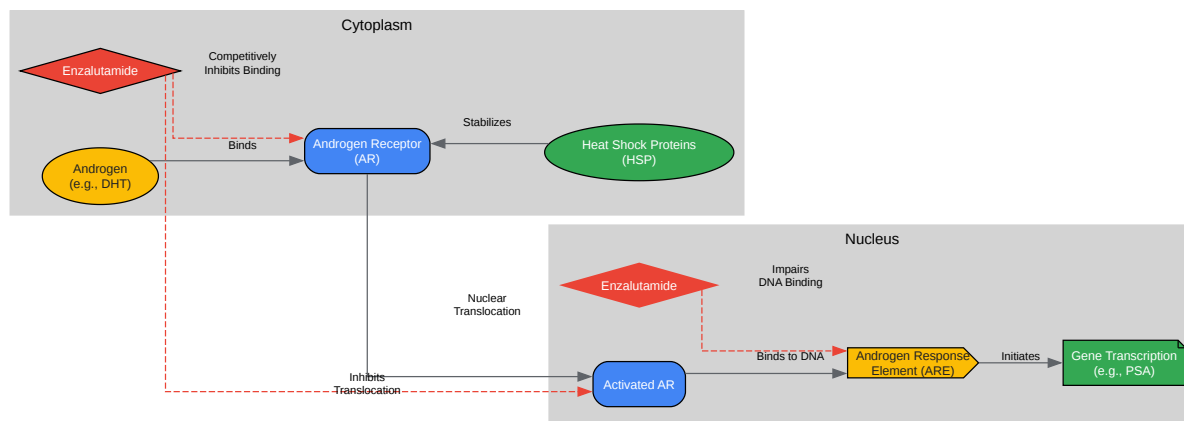 Cytoplasm
Enzalutamide
Competitively
Inhibits Binding
Stabilizes
Binds
Androgen Receptor
(AR)
Heat Shock Proteins
(HSP)
Androgen
(e.g., DHT)
Nucleus
Enzalutamide
Impairs
DNA Binding
Nuclear
Translocation
Binds to DNA
Androgen Response
Element (ARE)
Initiates
Gene Transcription
(e.g., PSA)
Inhibits
Translocation
Activated AR